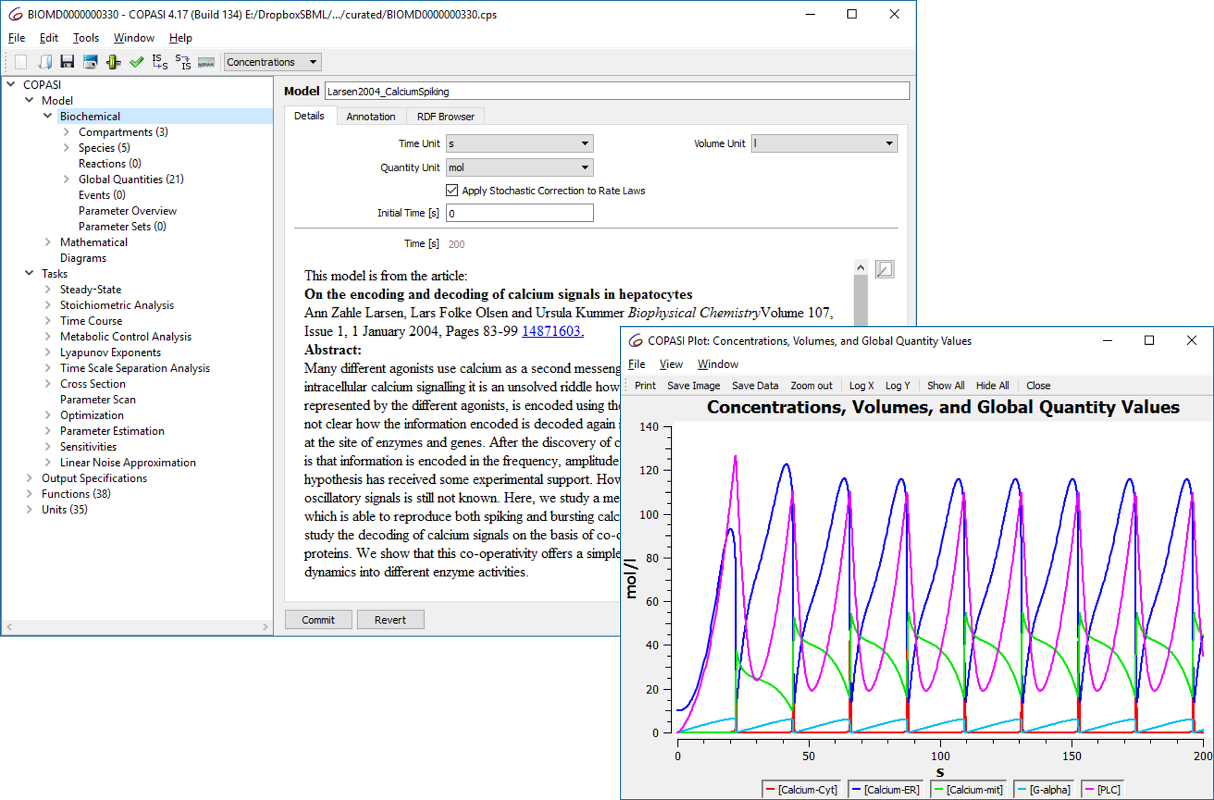 BIOMD0000000330 - COPASI 4.17 (Build 134) E:/DropboxSBML/.../curated/BIOMD0000000330.cps
File Edit Tools Window Help
IS S S IS Concentrations
COPASI
Model
Biochemical
Compartments (3)
Species (5)
Reactions (0)
Global Quantities (21)
Events (0)
Parameter Overview
Parameter Sets (0)
Mathematical
Diagrams
Tasks
Steady-State
Stoichiometric Analysis
Time Course
Metabolic Control Analysis
Lyapunov Exponents
Time Scale Separation Analysis
Cross Section
Parameter Scan
Optimization
Parameter Estimation
Sensitivities
Linear Noise Approximation
Output Specifications
Functions (38)
Units (35)
Model Larsen2004_CalciumSpiking
Details Annotation RDF Browser
Time Unit s Volume Unit l
Quantity Unit mol
Apply Stochastic Correction to Rate Laws
Initial Time [s] 0
Time [s] 200
This model is from the article:
On the encoding and decoding of calcium signals in hepatocytes
Ann Zahle Larsen, Lars Folke Olsen and Ursula Kummer Biophysical ChemistryVolume 107,
Issue 1, 1 January 2004, Pages 83-99 14871603.
Abstract:
Many different agonists use calcium as a second messeng
intracellular calcium signalling it is an unsolved riddle how
represented by the different agonists, is encoded using the
not clear how the information encoded is decoded again
at the site of enzymes and genes. After the discovery of c
is that information is encoded in the frequency, amplitude
hypothesis has received some experimental support. How
oscillatory signals is still not known. Here, we study a me
which is able to reproduce both spiking and bursting calc
study the decoding of calcium signals on the basis of co-
proteins. We show that this co-operativity offers a simple
dynamics into different enzyme activities.
Commit Revert
COPASI Plot: Concentrations, Volumes, and Global Quantity Values
File View Window
Print Save Image Save Data Zoom out Log X Log Y Show All Hide All Close
Concentrations, Volumes, and Global Quantity Values
140
120
100
80
60
40
20
0
mol/l
0 50 100 150 200
s
[Calcium-Cyt] [Calcium-ER] [Calcium-mit] [G-alpha] [PLC]